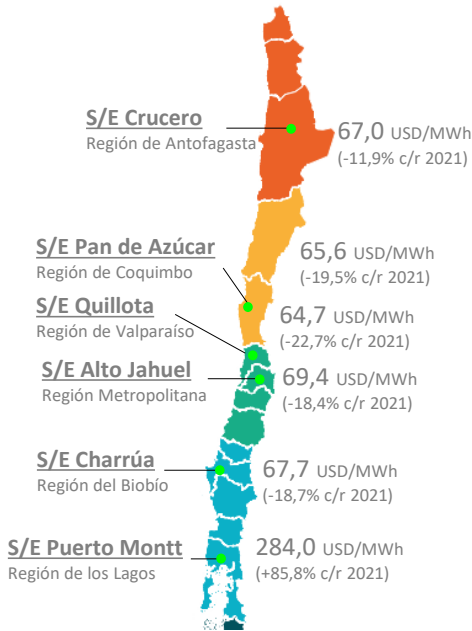 S/E Crucero
Región de Antofagasta
67,0 USD/MWh
(-11,9% c/r 2021)
S/E Pan de Azúcar
Región de Coquimbo
65,6 USD/MWh
(-19,5% c/r 2021)
S/E Quillota
Región de Valparaíso
64,7 USD/MWh
(-22,7% c/r 2021)
S/E Alto Jahuel
Región Metropolitana
69,4 USD/MWh
(-18,4% c/r 2021)
S/E Charrúa
Región del Biobío
67,7 USD/MWh
(-18,7% c/r 2021)
S/E Puerto Montt
Región de los Lagos
284,0 USD/MWh
(+85,8% c/r 2021)